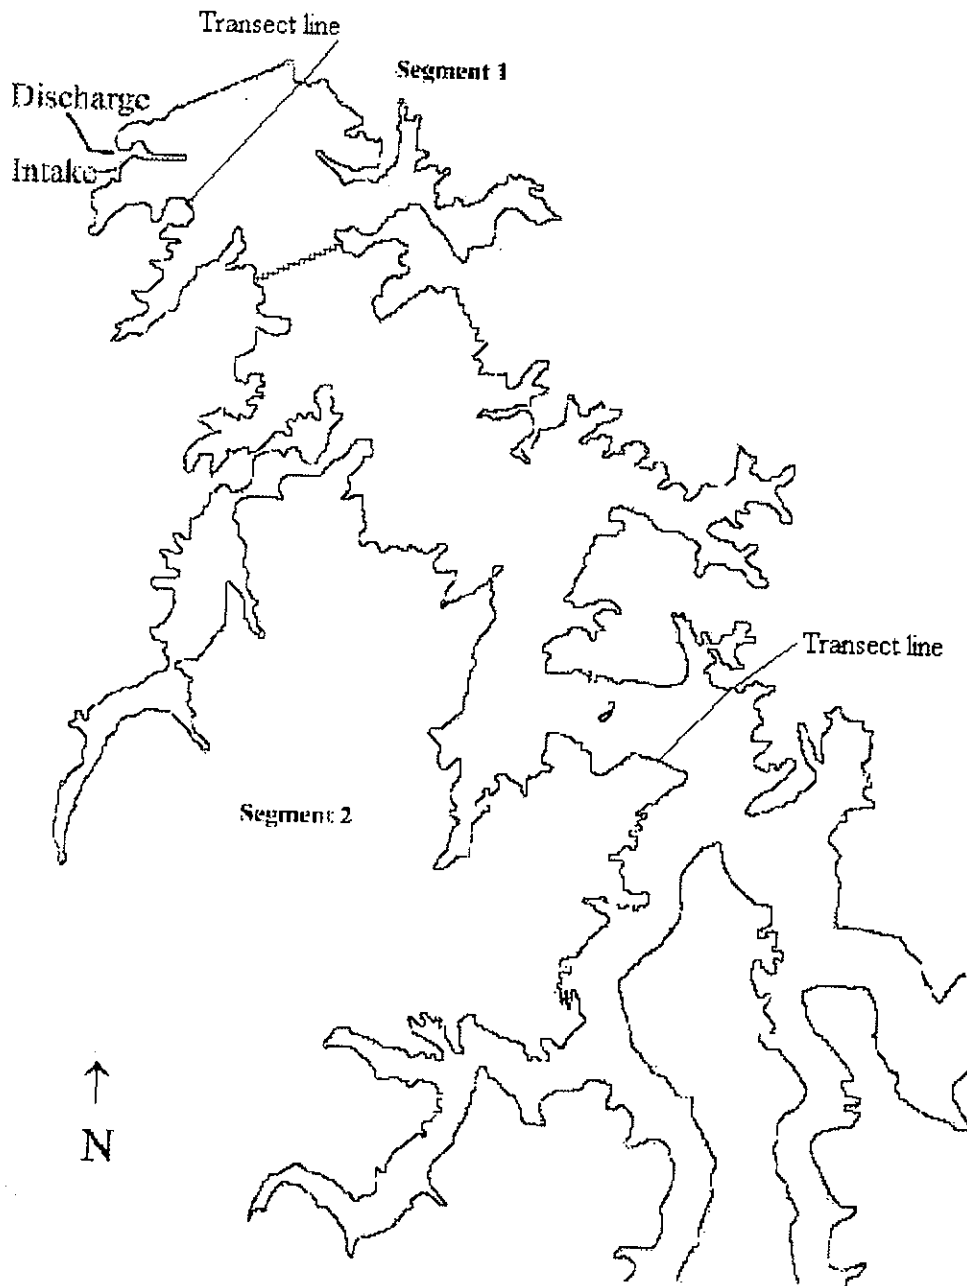 Transect line
Segment 1
Discharge
Intake
Transect line
Segment 2
N